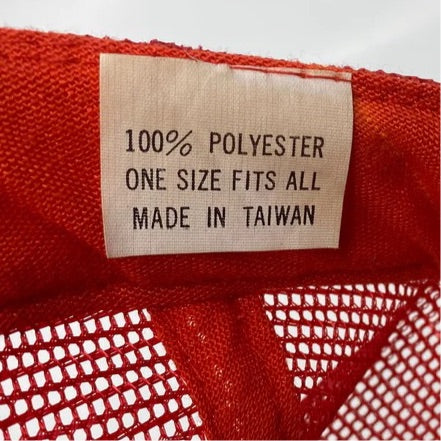 100% POLYESTER
ONE SIZE FITS ALL
MADE IN TAIWAN